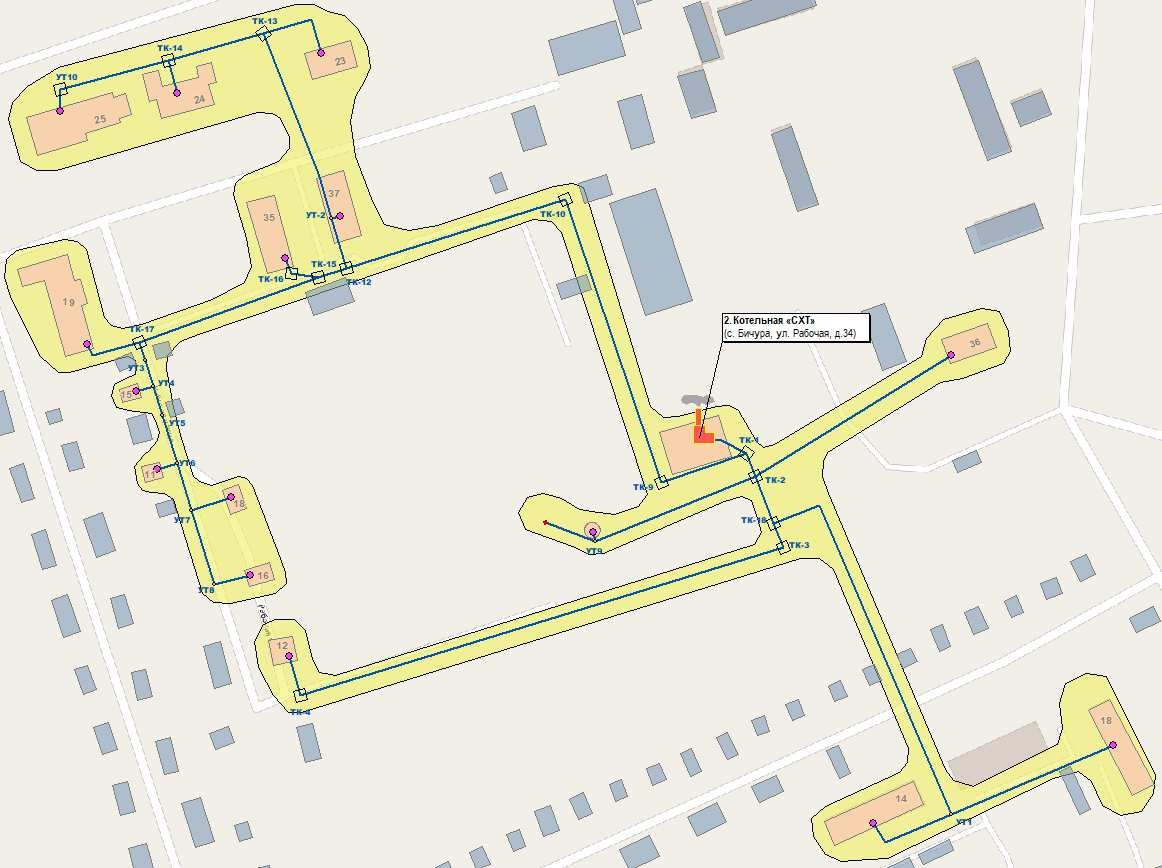 ТК-13
ТК-14
23
УТ10
24
25
37
ТК-10
35
УТ-2
ТК-15
ТК-16
ТК-12
19
2. Котельная «СХТ»
(с. Бичура, ул. Рабочая, д.34)
ТК-17
36
УТ3
УТ4
15
УТ5
ТК-1
УТ6
11
ТК-2
ТК-9
18
УТ7
ТК-18
ТК-3
УТ9
16
УТ8
12
ТК-4
18
14
УТ1